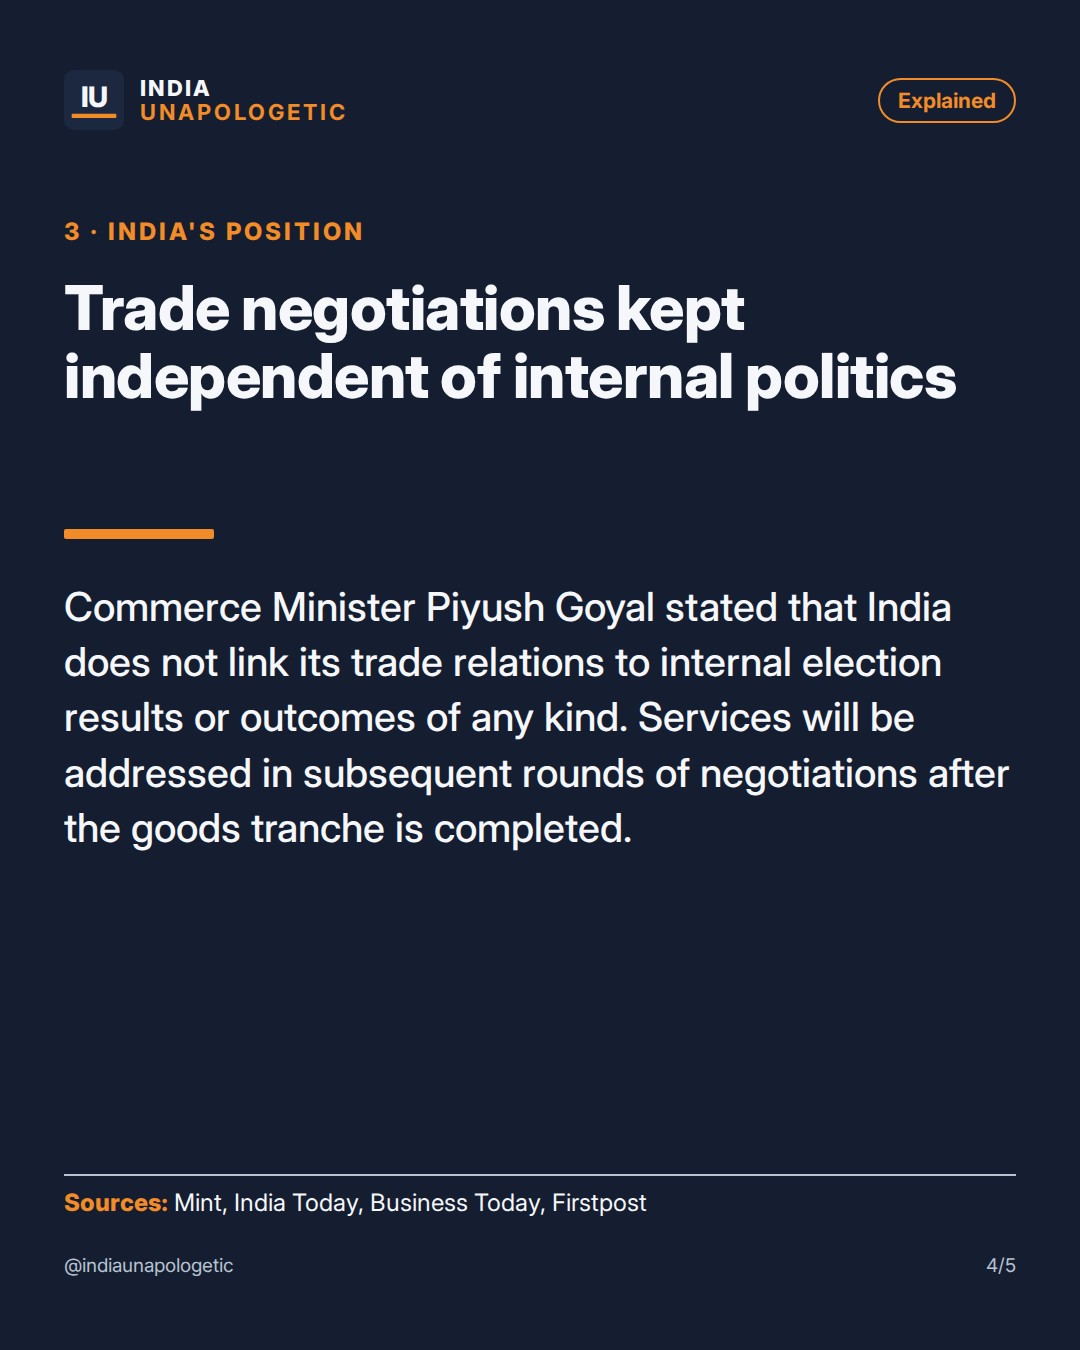 IU
INDIA
UNAPOLOGETIC
Explained
3 · INDIA'S POSITION
Trade negotiations kept
independent of internal politics
Commerce Minister Piyush Goyal stated that India
does not link its trade relations to internal election
results or outcomes of any kind. Services will be
addressed in subsequent rounds of negotiations after
the goods tranche is completed.
Sources: Mint, India Today, Business Today, Firstpost
@indiaunapologetic
4/5